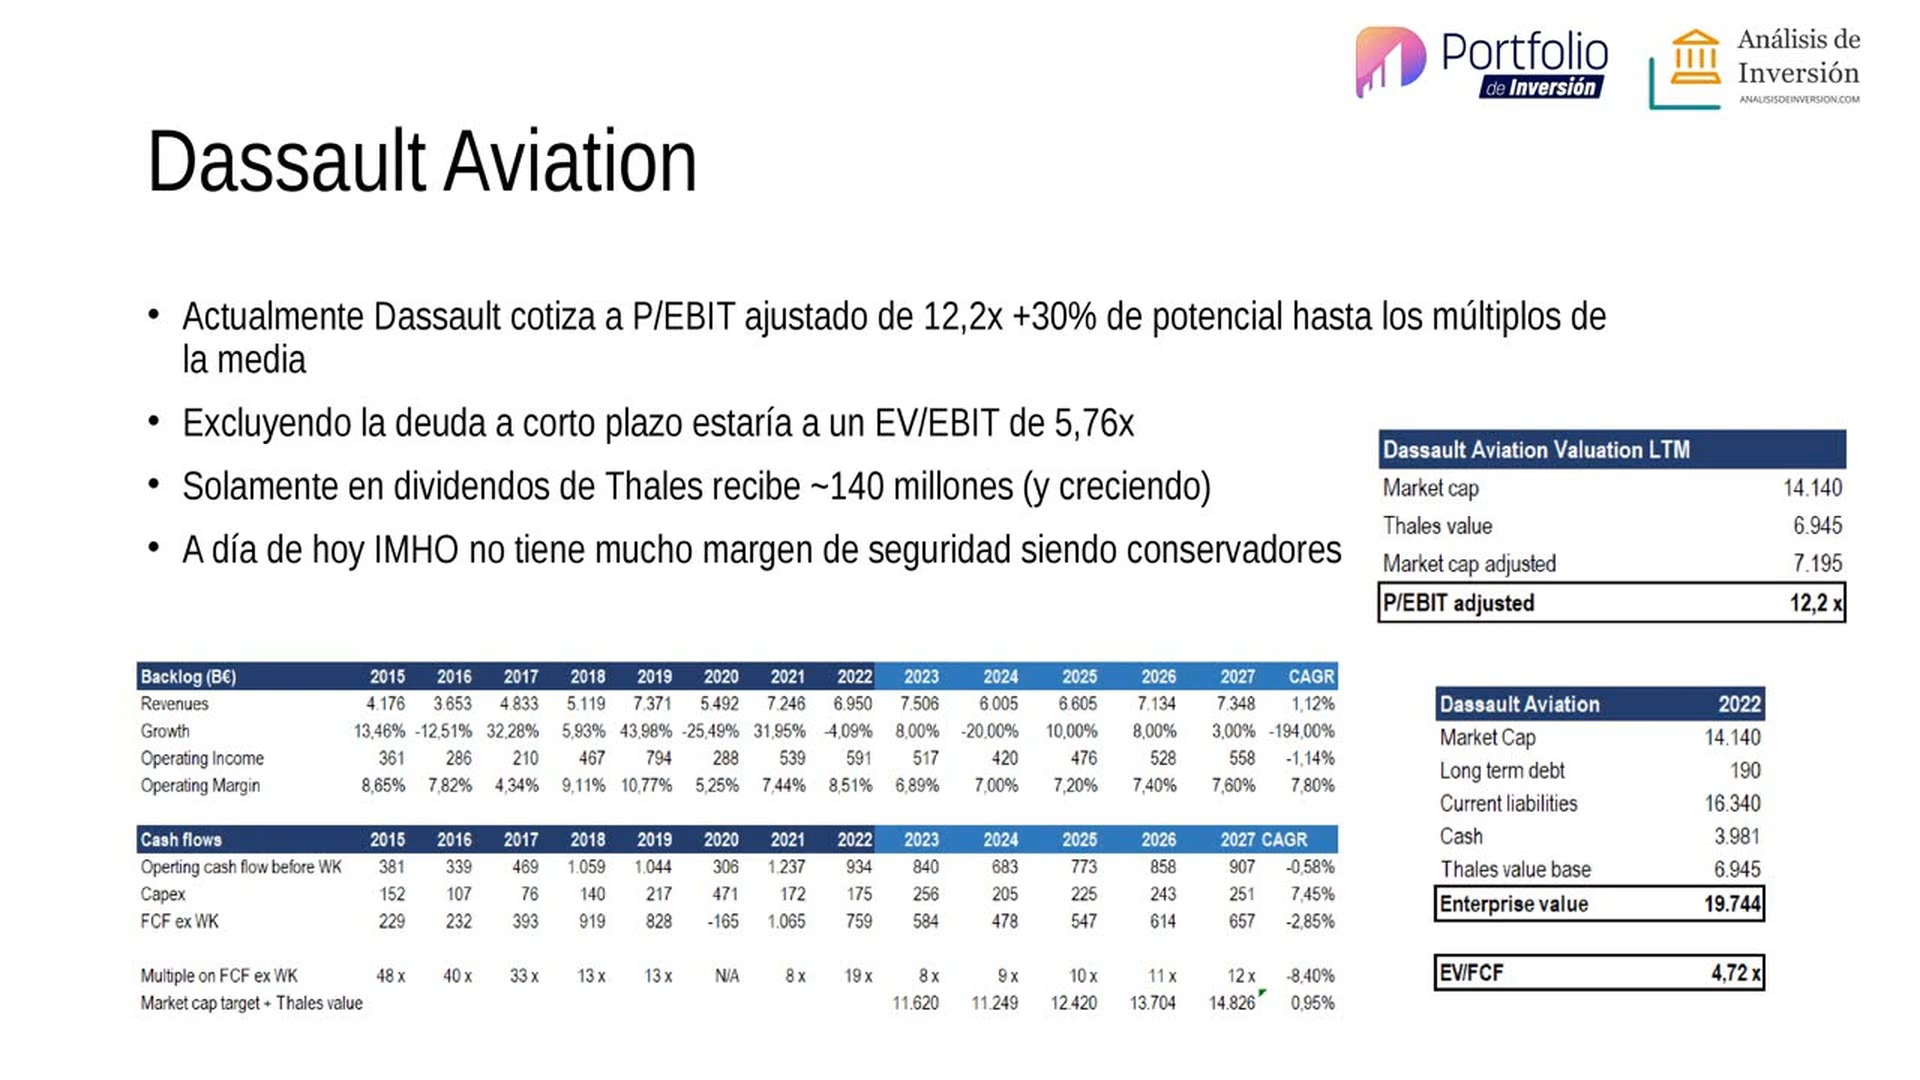 Portfolio
de Inversión
Análisis de
Inversión
ANALISISDEINVERSION.COM
Dassault Aviation
• Actualmente Dassault cotiza a P/EBIT ajustado de 12,2x +30% de potencial hasta los múltiplos de
la media
• Excluyendo la deuda a corto plazo estaría a un EV/EBIT de 5,76x
• Solamente en dividendos de Thales recibe ~140 millones (y creciendo)
• A día de hoy IMHO no tiene mucho margen de seguridad siendo conservadores
Dassault Aviation Valuation LTM
Market cap 14.140
Thales value 6.945
Market cap adjusted 7.195
P/EBIT adjusted 12,2 x
Backlog (B€) 2015 2016 2017 2018 2019 2020 2021 2022 2023 2024 2025 2026 2027 CAGR
Revenues 4.176 3.653 4.833 5.119 7.371 5.492 7.246 6.950 7.506 6.005 6.605 7.134 7.348 1,12%
Growth 13,46% -12,51% 32,28% 5,93% 43,98% -25,49% 31,95% -4,09% 8,00% -20,00% 10,00% 8,00% 3,00% -194,00%
Operating Income 361 286 210 467 794 288 539 591 517 420 476 528 558 -1,14%
Operating Margin 8,65% 7,82% 4,34% 9,11% 10,77% 5,25% 7,44% 8,51% 6,89% 7,00% 7,20% 7,40% 7,60% 7,80%
Cash flows 2015 2016 2017 2018 2019 2020 2021 2022 2023 2024 2025 2026 2027 CAGR
Operting cash flow before WK 381 339 469 1.059 1.044 306 1.237 934 840 683 773 858 907 -0,58%
Capex 152 107 76 140 217 471 172 175 256 205 225 243 251 7,45%
FCF ex WK 229 232 393 919 828 -165 1.065 759 584 478 547 614 657 -2,85%
Multiple on FCF ex WK 48 x 40 x 33 x 13 x 13 x N/A 8 x 19 x 8 x 9 x 10 x 11 x 12 x -8,40%
Market cap target + Thales value 11.620 11.249 12.420 13.704 14.826 0,95%
Dassault Aviation 2022
Market Cap 14.140
Long term debt 190
Current liabilities 16.340
Cash 3.981
Thales value base 6.945
Enterprise value 19.744
EV/FCF 4,72 x